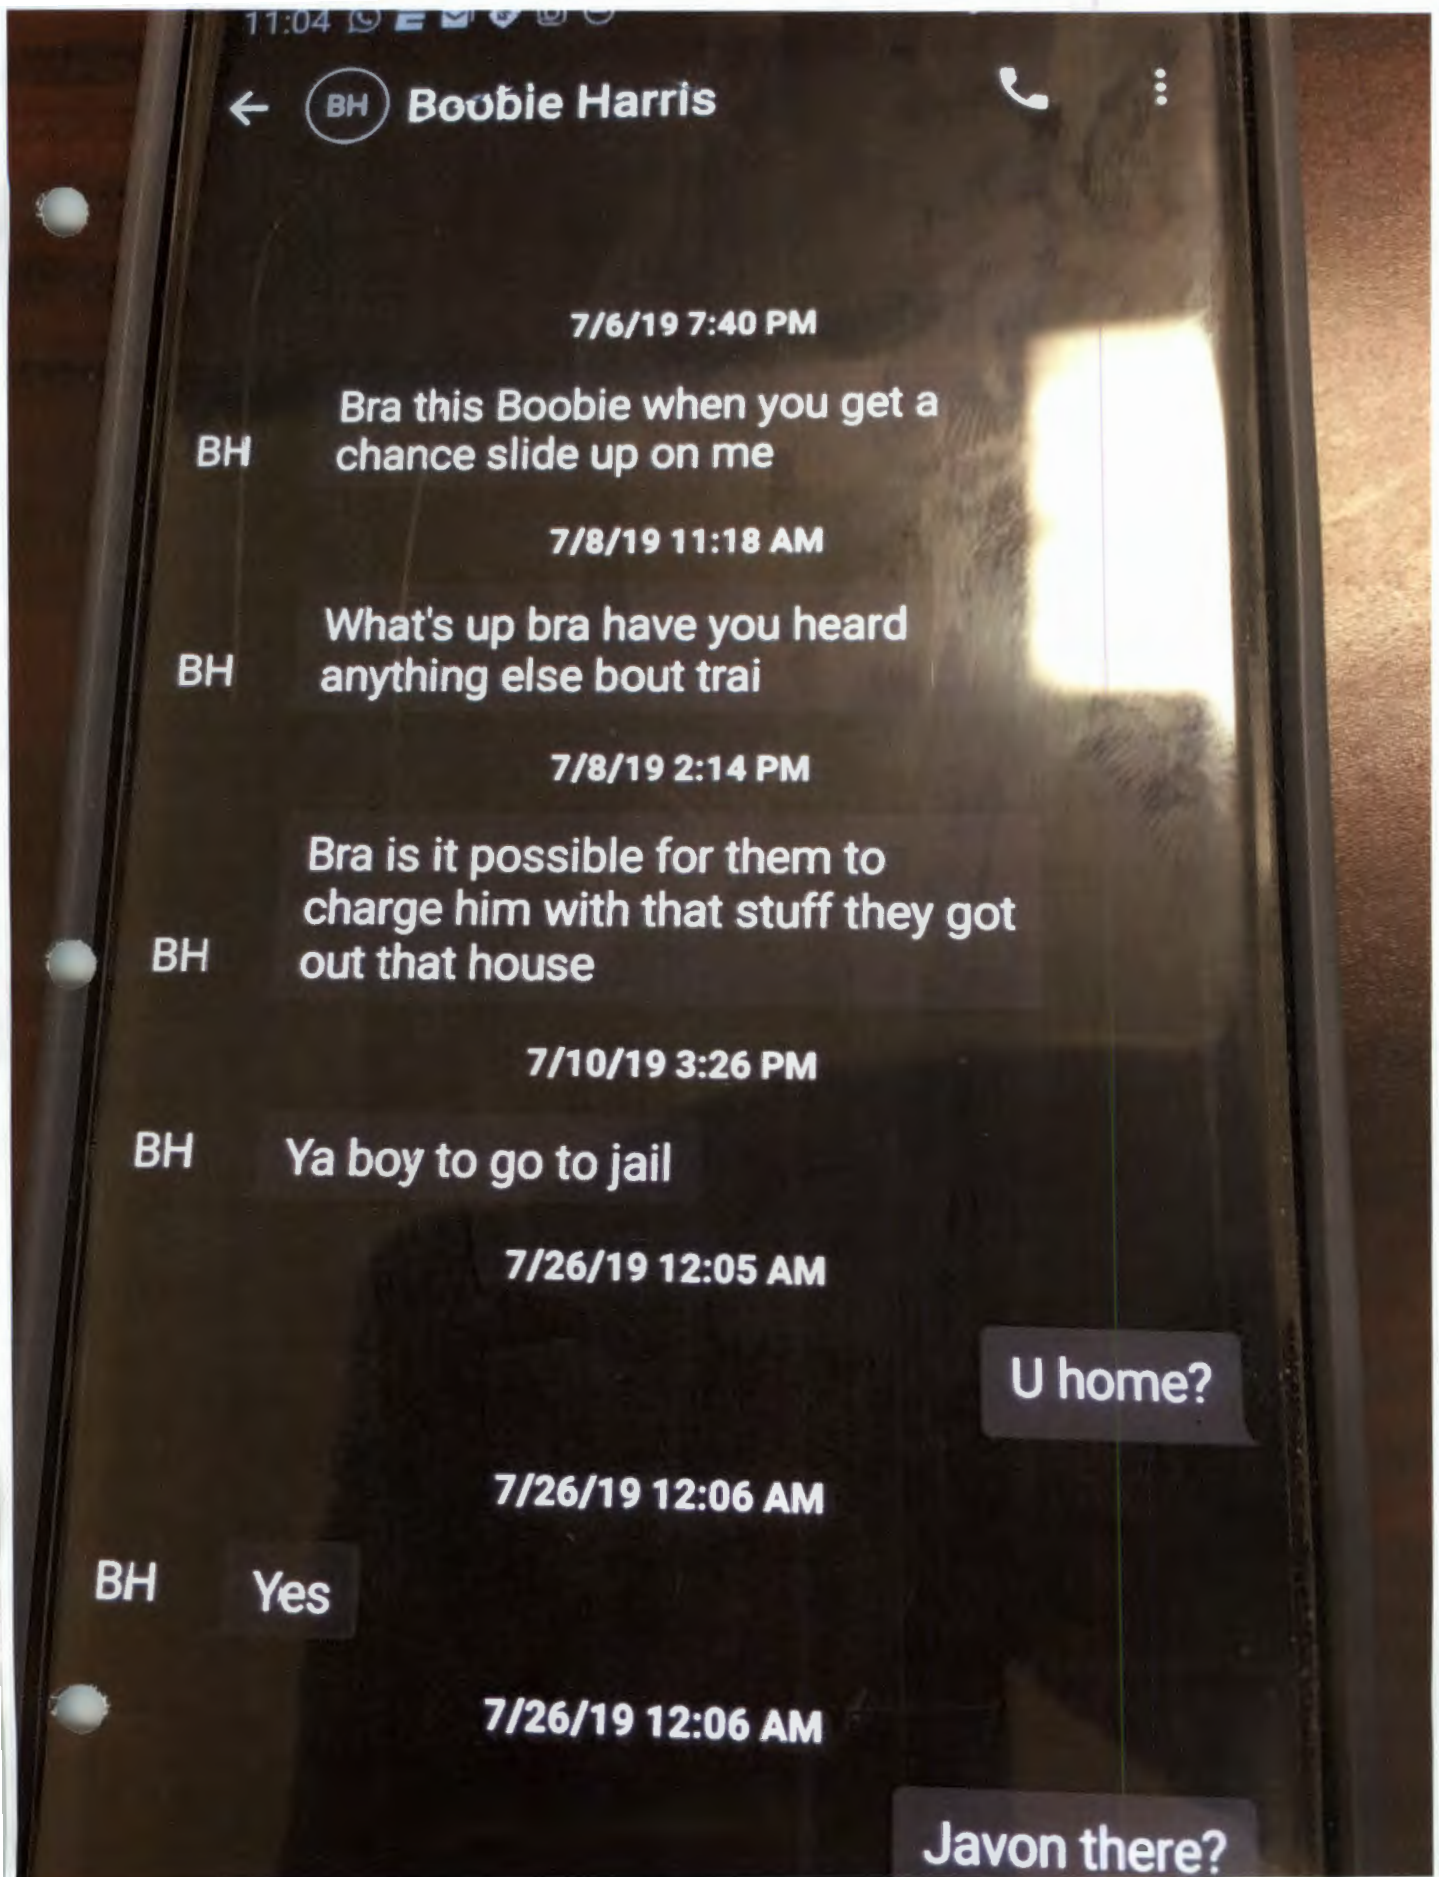 11:04
BH Boobie Harris
7/6/19 7:40 PM
Bra this Boobie when you get a
BH chance slide up on me
7/8/19 11:18 AM
What's up bra have you heard
BH anything else bout trai
7/8/19 2:14 PM
Bra is it possible for them to
charge him with that stuff they got
BH out that house
7/10/19 3:26 PM
BH Ya boy to go to jail
7/26/19 12:05 AM
U home?
7/26/19 12:06 AM
BH Yes
7/26/19 12:06 AM
Javon there?